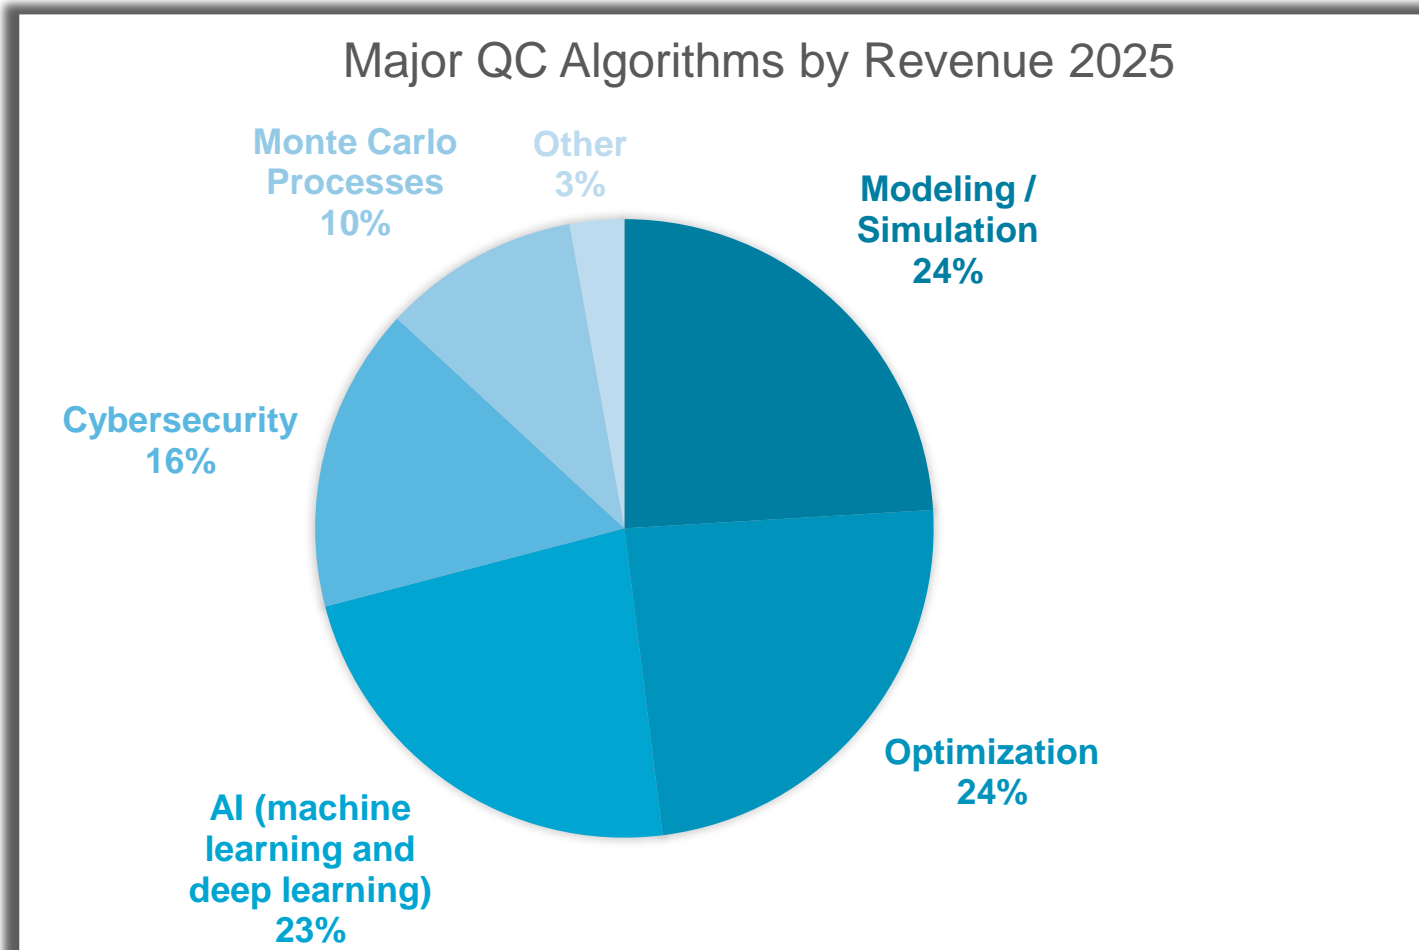 Major QC Algorithms by Revenue 2025
Monte Carlo
Processes
10%
Other
3%
Modeling /
Simulation
24%
Cybersecurity
16%
Optimization
24%
AI (machine
learning and
deep learning)
23%